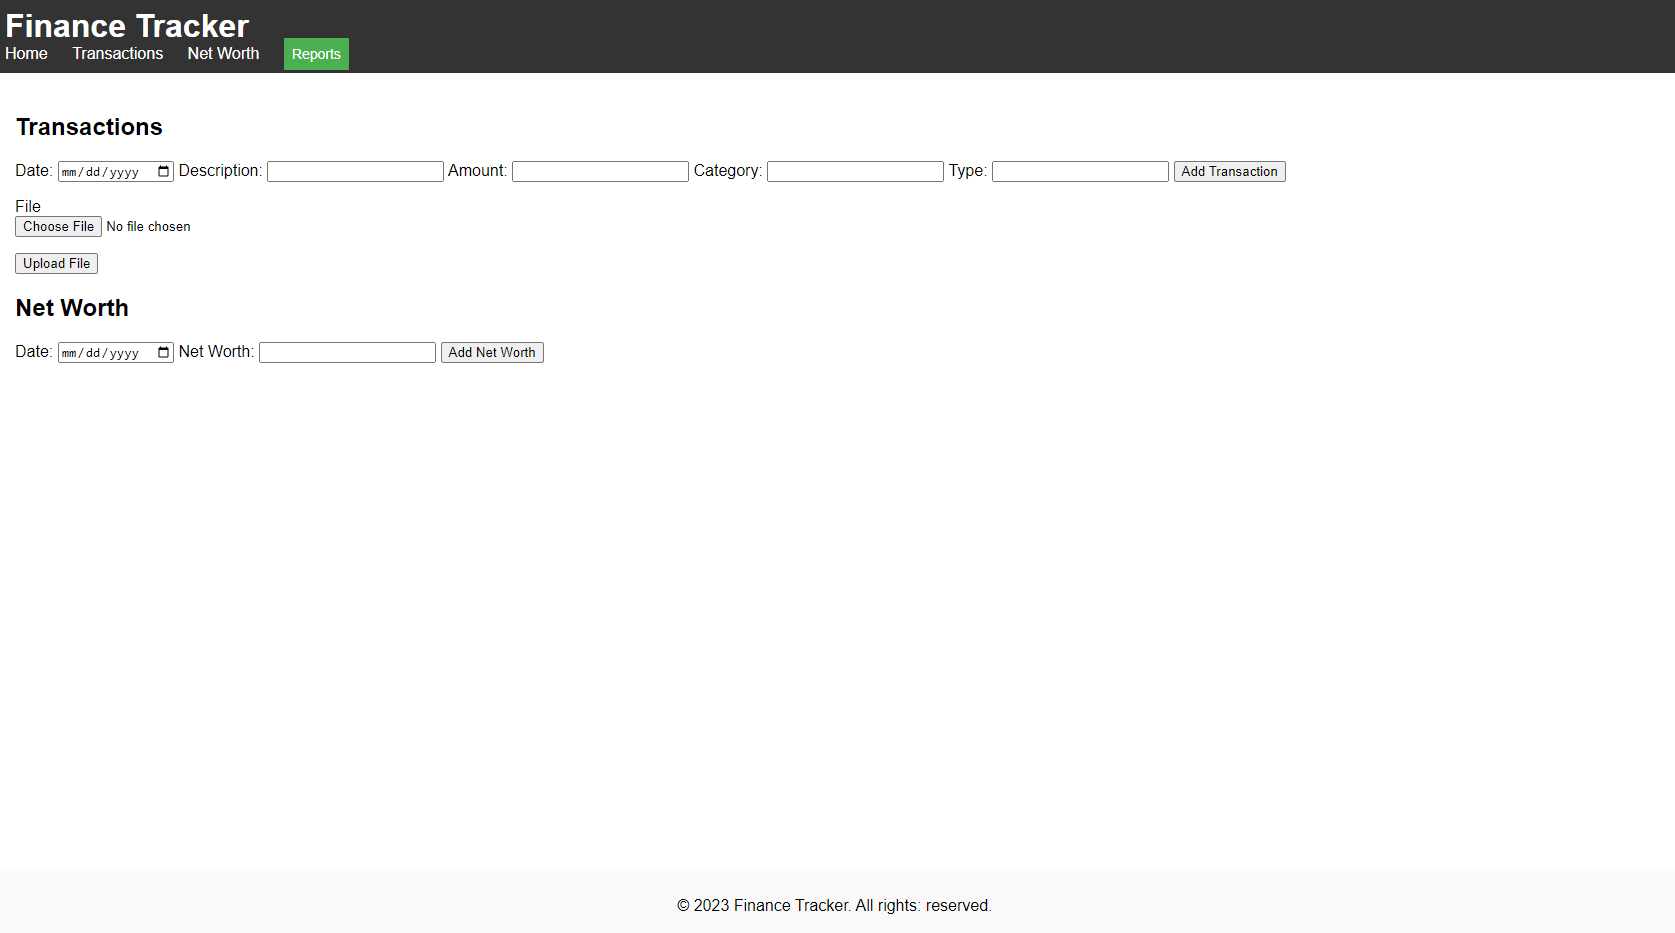 Finance Tracker
Home Transactions Net Worth Reports
Transactions
Date: mm/dd/yyyy Description: Amount: Category: Type: Add Transaction
File
Choose File No file chosen
Upload File
Net Worth
Date: mm/dd/yyyy Net Worth: Add Net Worth
© 2023 Finance Tracker. All rights: reserved.